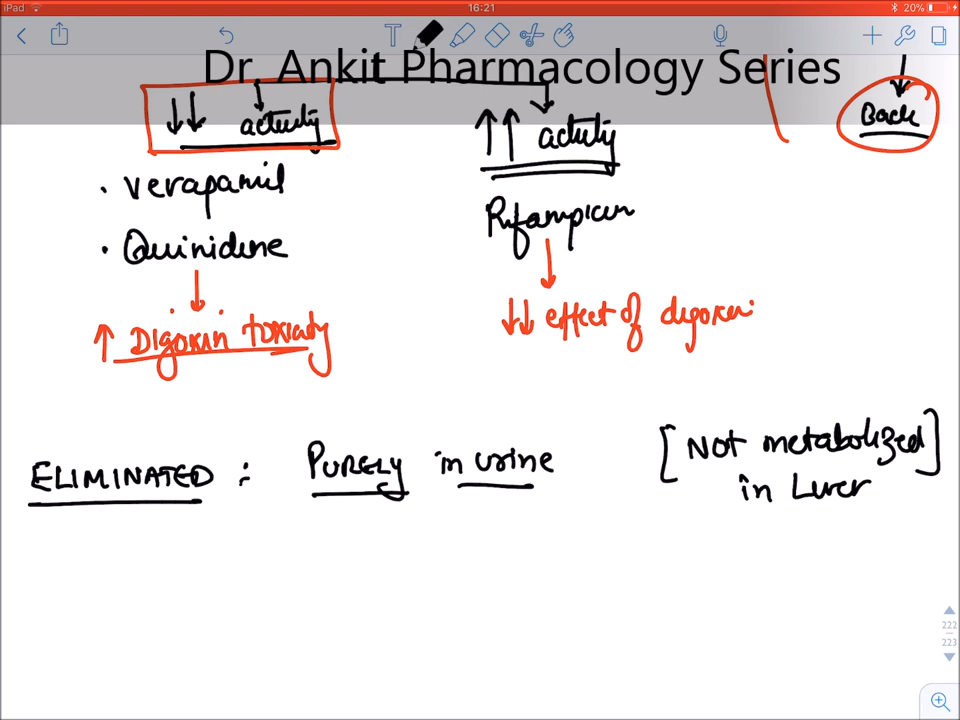 iPad
16:21
20%
Dr. Ankit Pharmacology Series
↓↓ activity
↑↑ activity
Back
• Verapamil
• Quinidine
↑ Digoxin toxicity
Rifampicin
↓↓ effect of digoxin
ELIMINATED : PURELY in urine
[NOT metabolized]
in Liver
222
223